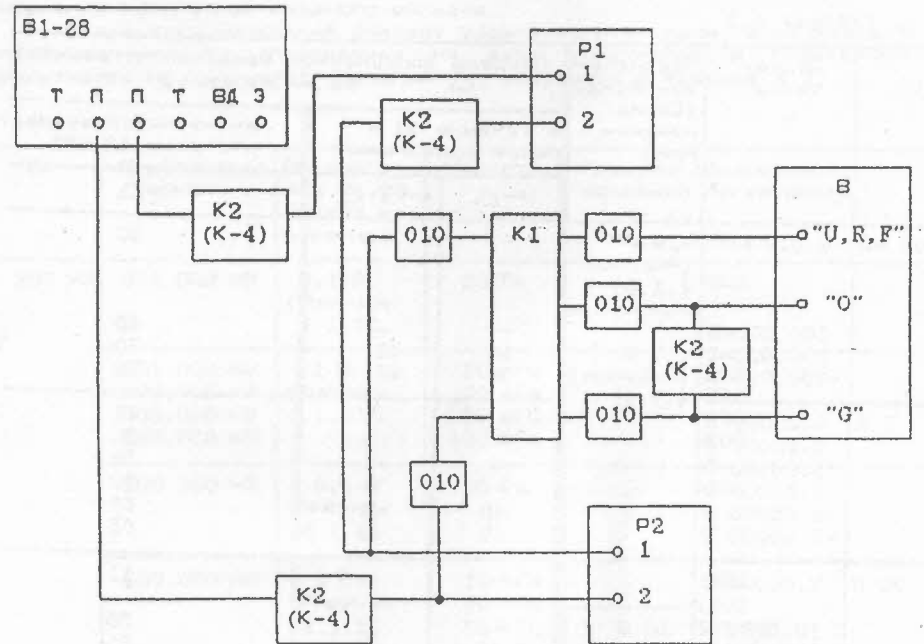 В1-28
Т П П Т ВД З
К2
(К-4)
К2
(К-4)
Р1
1
2
010
К1
010
010
010
К2
(К-4)
В
"U,R,F"
"0"
"G"
010
К2
(К-4)
Р2
1
2